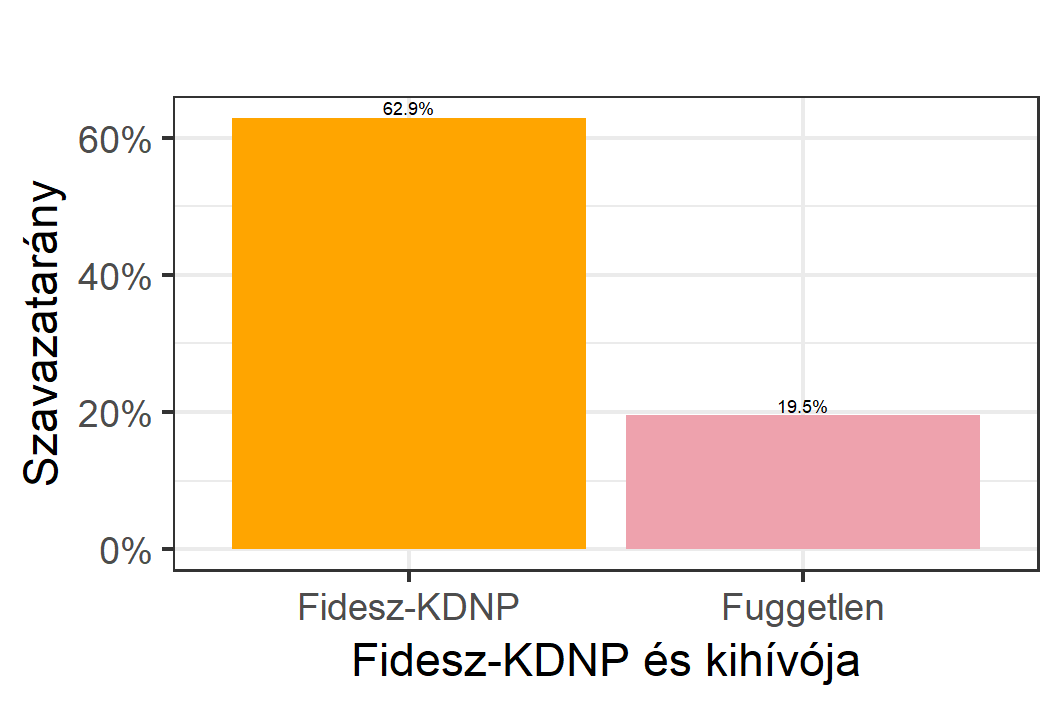 62.9%
60%
40%
19.5%
20%
0%
Szavazatarány
Fidesz-KDNP
Fuggetlen
Fidesz-KDNP és kihívója